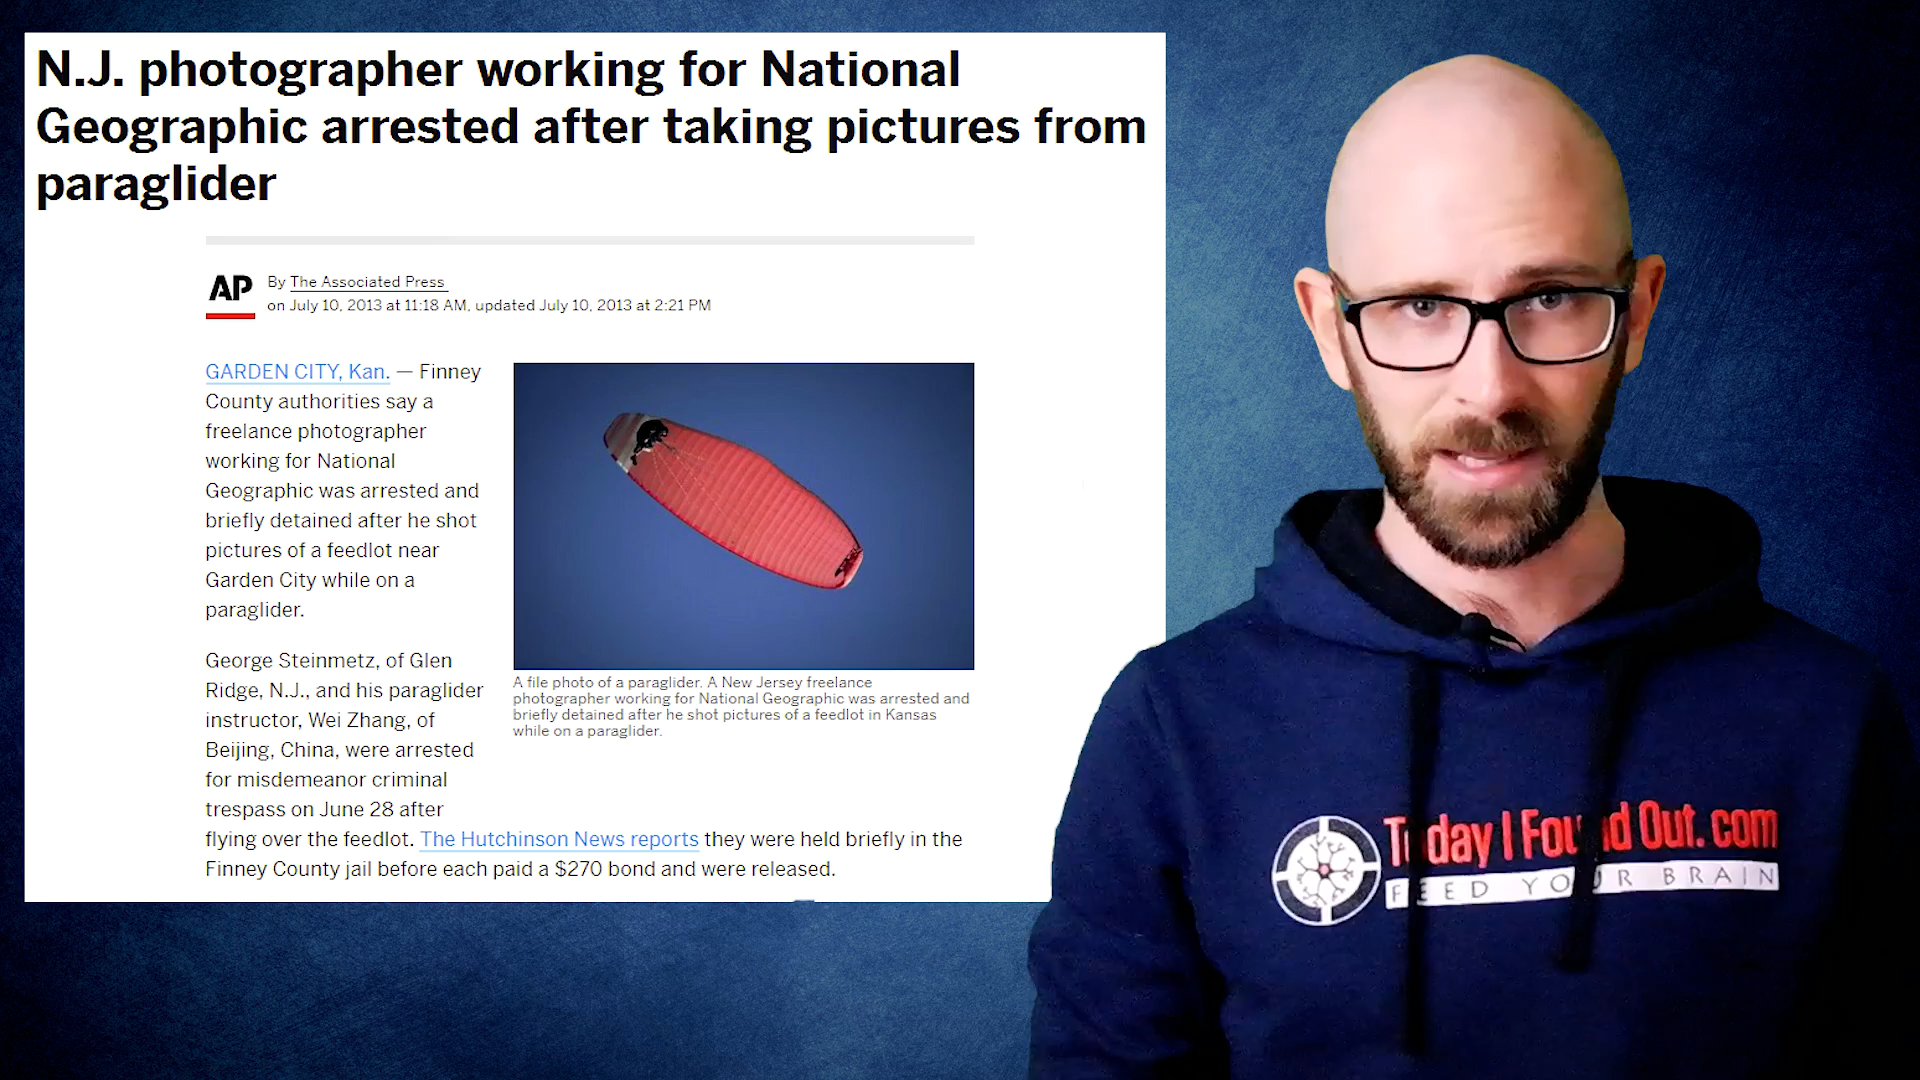 N.J. photographer working for National
Geographic arrested after taking pictures from
paraglider
AP
By The Associated Press
on July 10, 2013 at 11:18 AM, updated July 10, 2013 at 2:21 PM
GARDEN CITY, Kan. — Finney
County authorities say a
freelance photographer
working for National
Geographic was arrested and
briefly detained after he shot
pictures of a feedlot near
Garden City while on a
paraglider.
A file photo of a paraglider. A New Jersey freelance
photographer working for National Geographic was arrested and
briefly detained after he shot pictures of a feedlot in Kansas
while on a paraglider.
George Steinmetz, of Glen
Ridge, N.J., and his paraglider
instructor, Wei Zhang, of
Beijing, China, were arrested
for misdemeanor criminal
trespass on June 28 after
flying over the feedlot. The Hutchinson News reports they were held briefly in the
Finney County jail before each paid a $270 bond and were released.
Today I Found Out.com
FEED YOUR BRAIN